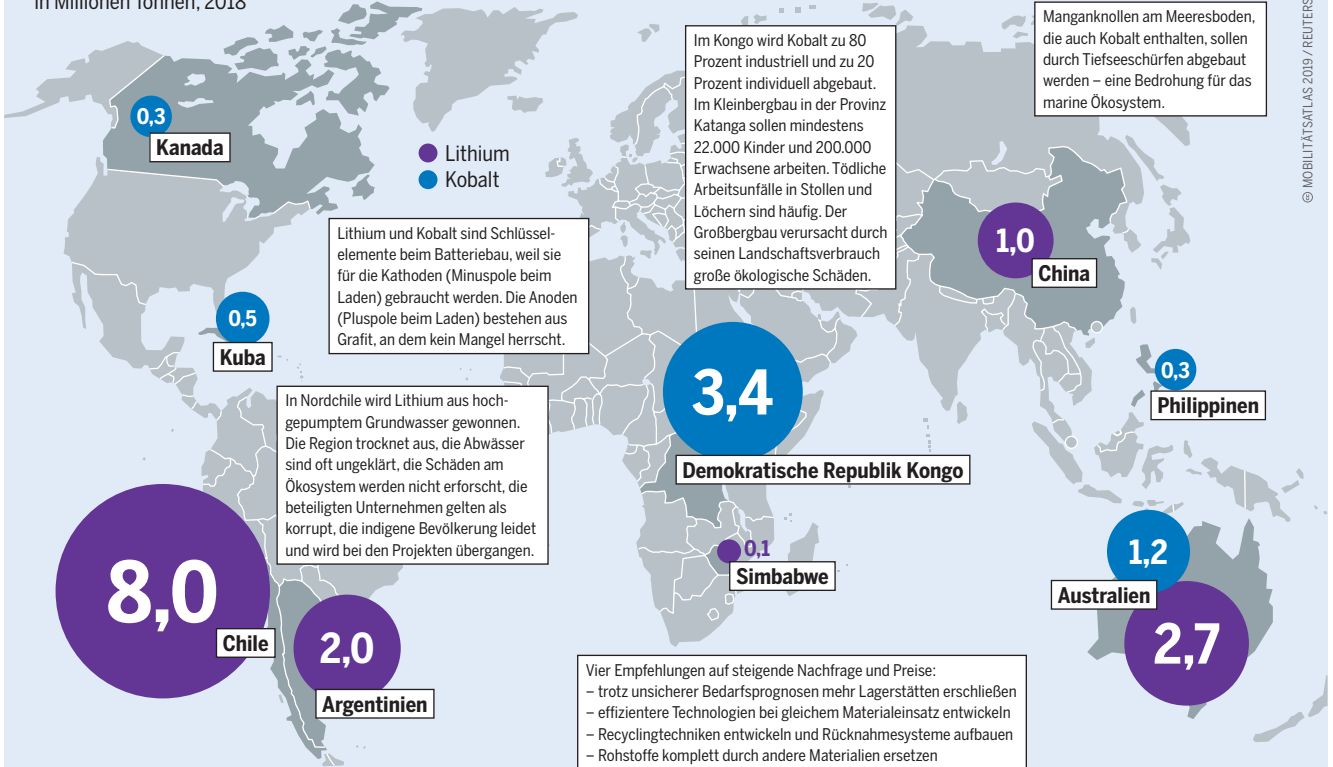 in Millionen Tonnen, 2018
© MOBILITÄTSATLAS 2019 / REUTERS
Manganknollen am Meeresboden,
die auch Kobalt enthalten, sollen
durch Tiefseeschürfen abgebaut
werden – eine Bedrohung für das
marine Ökosystem.
Im Kongo wird Kobalt zu 80
Prozent industriell und zu 20
Prozent individuell abgebaut.
Im Kleinbergbau in der Provinz
Katanga sollen mindestens
22.000 Kinder und 200.000
Erwachsene arbeiten. Tödliche
Arbeitsunfälle in Stollen und
Löchern sind häufig. Der
Großbergbau verursacht durch
seinen Landschaftsverbrauch
große ökologische Schäden.
0,3
Kanada
Lithium
Kobalt
Lithium und Kobalt sind Schlüssel-
elemente beim Batteriebau, weil sie
für die Kathoden (Minuspole beim
Laden) gebraucht werden. Die Anoden
(Pluspole beim Laden) bestehen aus
Grafit, an dem kein Mangel herrscht.
1,0
China
0,5
Kuba
3,4
Demokratische Republik Kongo
0,3
Philippinen
In Nordchile wird Lithium aus hoch-
gepumptem Grundwasser gewonnen.
Die Region trocknet aus, die Abwässer
sind oft ungeklärt, die Schäden am
Ökosystem werden nicht erforscht, die
beteiligten Unternehmen gelten als
korrupt, die indigene Bevölkerung leidet
und wird bei den Projekten übergangen.
0,1
Simbabwe
1,2
Australien
2,7
8,0
Chile
2,0
Argentinien
Vier Empfehlungen auf steigende Nachfrage und Preise:
– trotz unsicherer Bedarfsprognosen mehr Lagerstätten erschließen
– effizientere Technologien bei gleichem Materialeinsatz entwickeln
– Recyclingtechniken entwickeln und Rücknahmesysteme aufbauen
– Rohstoffe komplett durch andere Materialien ersetzen